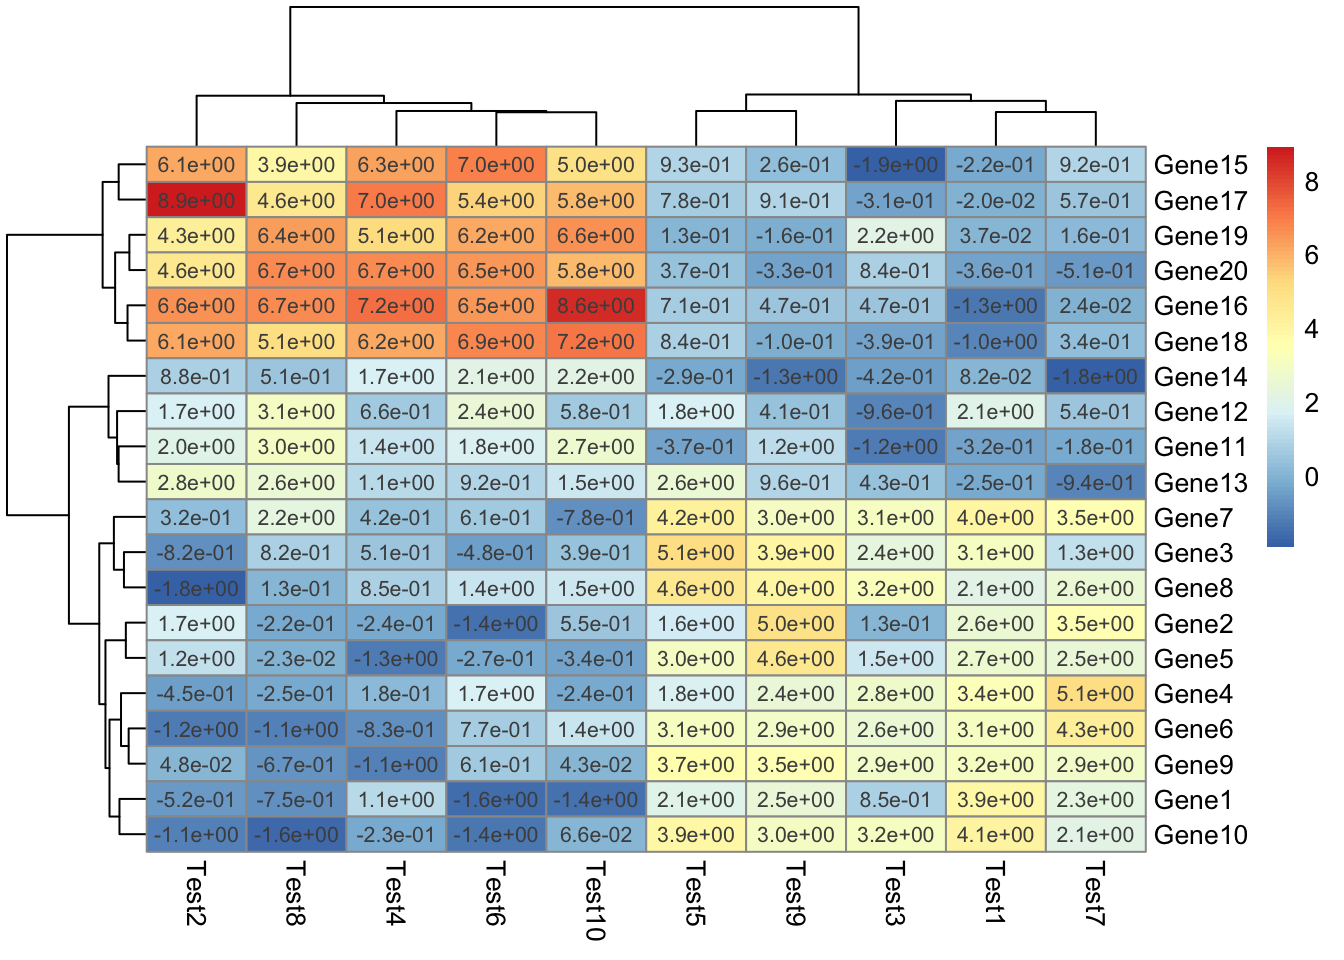 6.1e+00 3.9e+00 6.3e+00 7.0e+00 5.0e+00 9.3e-01 2.6e-01 -1.9e+00 -2.2e-01 9.2e-01 Gene15
8.9e+00 4.6e+00 7.0e+00 5.4e+00 5.8e+00 7.8e-01 9.1e-01 -3.1e-01 -2.0e-02 5.7e-01 Gene17
4.3e+00 6.4e+00 5.1e+00 6.2e+00 6.6e+00 1.3e-01 -1.6e-01 2.2e+00 3.7e-02 1.6e-01 Gene19
4.6e+00 6.7e+00 6.7e+00 6.5e+00 5.8e+00 3.7e-01 -3.3e-01 8.4e-01 -3.6e-01 -5.1e-01 Gene20
6.6e+00 6.7e+00 7.2e+00 6.5e+00 8.6e+00 7.1e-01 4.7e-01 4.7e-01 -1.3e+00 2.4e-02 Gene16
6.1e+00 5.1e+00 6.2e+00 6.9e+00 7.2e+00 8.4e-01 -1.0e-01 -3.9e-01 -1.0e+00 3.4e-01 Gene18
8.8e-01 5.1e-01 1.7e+00 2.1e+00 2.2e+00 -2.9e-01 -1.3e+00 -4.2e-01 8.2e-02 -1.8e+00 Gene14
1.7e+00 3.1e+00 6.6e-01 2.4e+00 5.8e-01 1.8e+00 4.1e-01 -9.6e-01 2.1e+00 5.4e-01 Gene12
2.0e+00 3.0e+00 1.4e+00 1.8e+00 2.7e+00 -3.7e-01 1.2e+00 -1.2e+00 -3.2e-01 -1.8e-01 Gene11
2.8e+00 2.6e+00 1.1e+00 9.2e-01 1.5e+00 2.6e+00 9.6e-01 4.3e-01 -2.5e-01 -9.4e-01 Gene13
3.2e-01 2.2e+00 4.2e-01 6.1e-01 -7.8e-01 4.2e+00 3.0e+00 3.1e+00 4.0e+00 3.5e+00 Gene7
-8.2e-01 8.2e-01 5.1e-01 -4.8e-01 3.9e-01 5.1e+00 3.9e+00 2.4e+00 3.1e+00 1.3e+00 Gene3
-1.8e+00 1.3e-01 8.5e-01 1.4e+00 1.5e+00 4.6e+00 4.0e+00 3.2e+00 2.1e+00 2.6e+00 Gene8
1.7e+00 -2.2e-01 -2.4e-01 -1.4e+00 5.5e-01 1.6e+00 5.0e+00 1.3e-01 2.6e+00 3.5e+00 Gene2
1.2e+00 -2.3e-02 -1.3e+00 -2.7e-01 -3.4e-01 3.0e+00 4.6e+00 1.5e+00 2.7e+00 2.5e+00 Gene5
-4.5e-01 -2.5e-01 1.8e-01 1.7e+00 -2.4e-01 1.8e+00 2.4e+00 2.8e+00 3.4e+00 5.1e+00 Gene4
-1.2e+00 -1.1e+00 -8.3e-01 7.7e-01 1.4e+00 3.1e+00 2.9e+00 2.6e+00 3.1e+00 4.3e+00 Gene6
4.8e-02 -6.7e-01 -1.1e+00 6.1e-01 4.3e-02 3.7e+00 3.5e+00 2.9e+00 3.2e+00 2.9e+00 Gene9
-5.2e-01 -7.5e-01 1.1e+00 -1.6e+00 -1.4e+00 2.1e+00 2.5e+00 8.5e-01 3.9e+00 2.3e+00 Gene1
-1.1e+00 -1.6e+00 -2.3e-01 -1.4e+00 6.6e-02 3.9e+00 3.0e+00 3.2e+00 4.1e+00 2.1e+00 Gene10
Test2 Test8 Test4 Test6 Test10 Test5 Test9 Test3 Test1 Test7
8
6
4
2
0